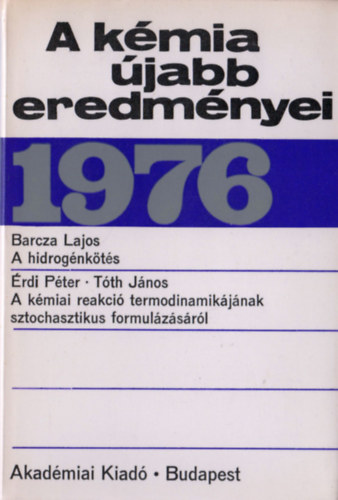 A kémia
újabb
eredményei
1976
Barcza Lajos
A hidrogénkötés
Érdi Péter · Tóth János
A kémiai reakció termodinamikájának
sztochasztikus formulázásáról
Akadémiai Kiadó • Budapest